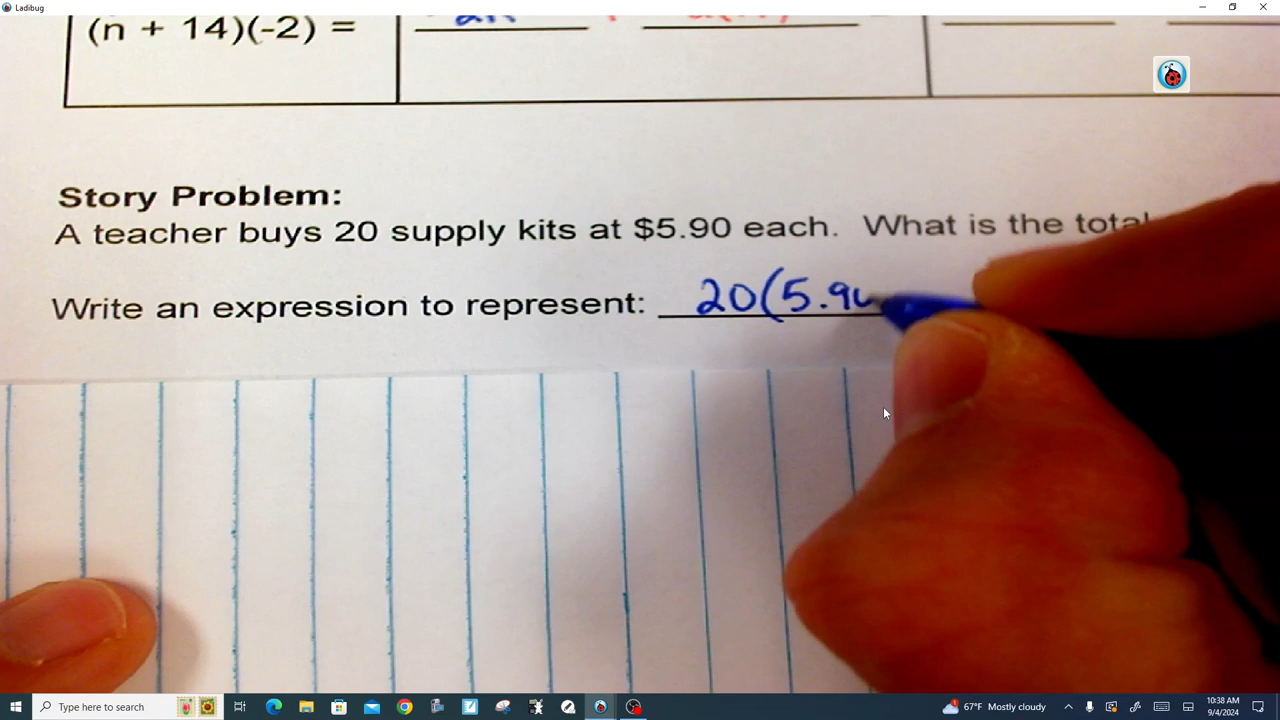 Ladibug
(n + 14)(-2) =
Story Problem:
A teacher buys 20 supply kits at $5.90 each. What is the total
Write an expression to represent: 20(5.9
Type here to search
67°F Mostly cloudy
10:38 AM
9/4/2024